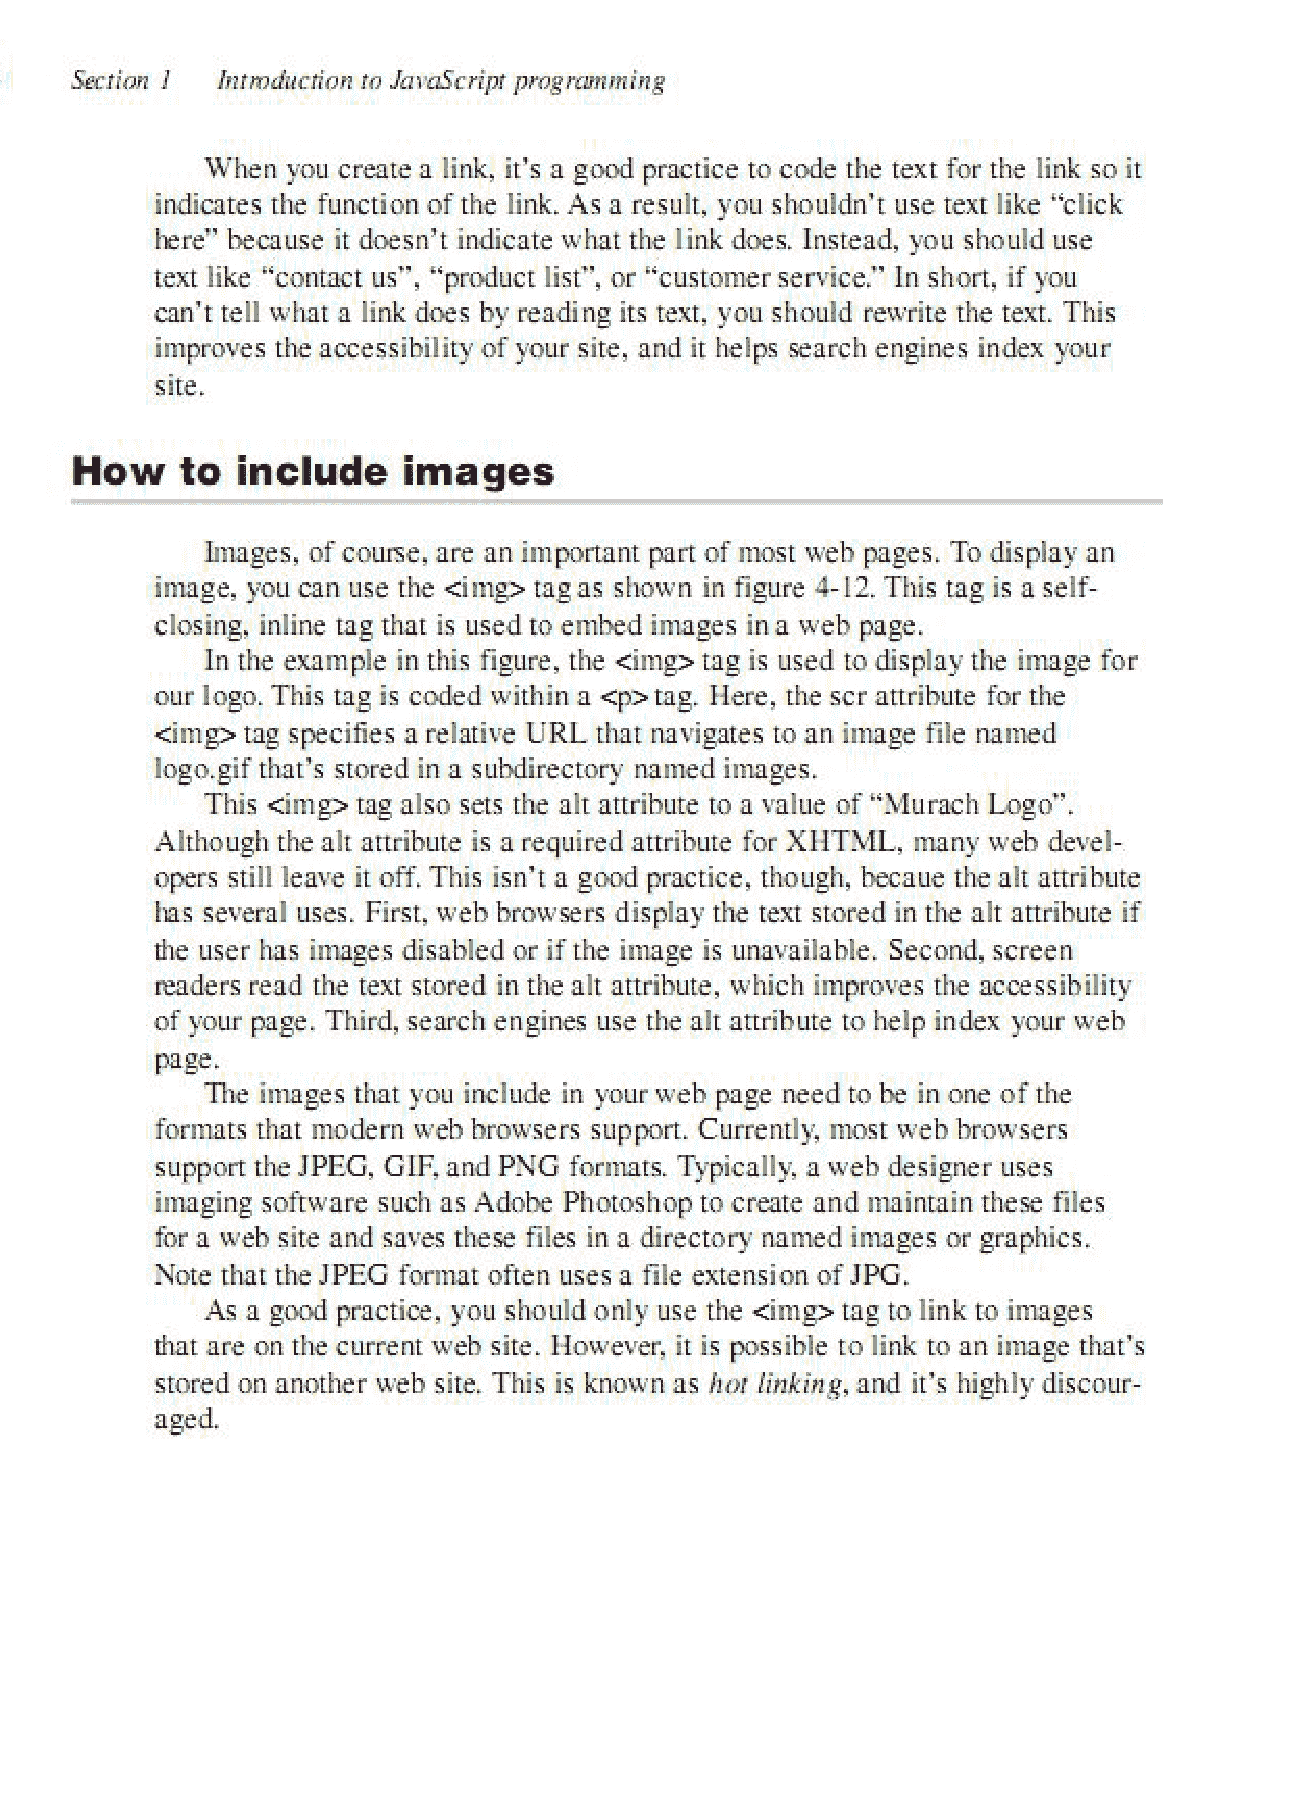 Section 1 Introduction to JavaScript programming
When you create a link, it's a good practice to code the text for the link so it
indicates the function of the link. As a result, you shouldn't use text like “click
here” because it doesn't indicate what the link does. Instead, you should use
text like “contact us”, “product list”, or “customer service.” In short, if you
can't tell what a link does by reading its text, you should rewrite the text. This
improves the accessibility of your site, and it helps search engines index your
site.
How to include images
Images, of course, are an important part of most web pages. To display an
image, you can use the <img> tag as shown in figure 4-12. This tag is a self-
closing, inline tag that is used to embed images in a web page.
In the example in this figure, the <img> tag is used to display the image for
our logo. This tag is coded within a <p> tag. Here, the scr attribute for the
<img> tag specifies a relative URL that navigates to an image file named
logo.gif that's stored in a subdirectory named images.
This <img> tag also sets the alt attribute to a value of “Murach Logo”.
Although the alt attribute is a required attribute for XHTML, many web devel-
opers still leave it off. This isn't a good practice, though, becaue the alt attribute
has several uses. First, web browsers display the text stored in the alt attribute if
the user has images disabled or if the image is unavailable. Second, screen
readers read the text stored in the alt attribute, which improves the accessibility
of your page. Third, search engines use the alt attribute to help index your web
page.
The images that you include in your web page need to be in one of the
formats that modern web browsers support. Currently, most web browsers
support the JPEG, GIF, and PNG formats. Typically, a web designer uses
imaging software such as Adobe Photoshop to create and maintain these files
for a web site and saves these files in a directory named images or graphics.
Note that the JPEG format often uses a file extension of JPG.
As a good practice, you should only use the <img> tag to link to images
that are on the current web site. However, it is possible to link to an image that's
stored on another web site. This is known as hot linking, and it's highly discour-
aged.